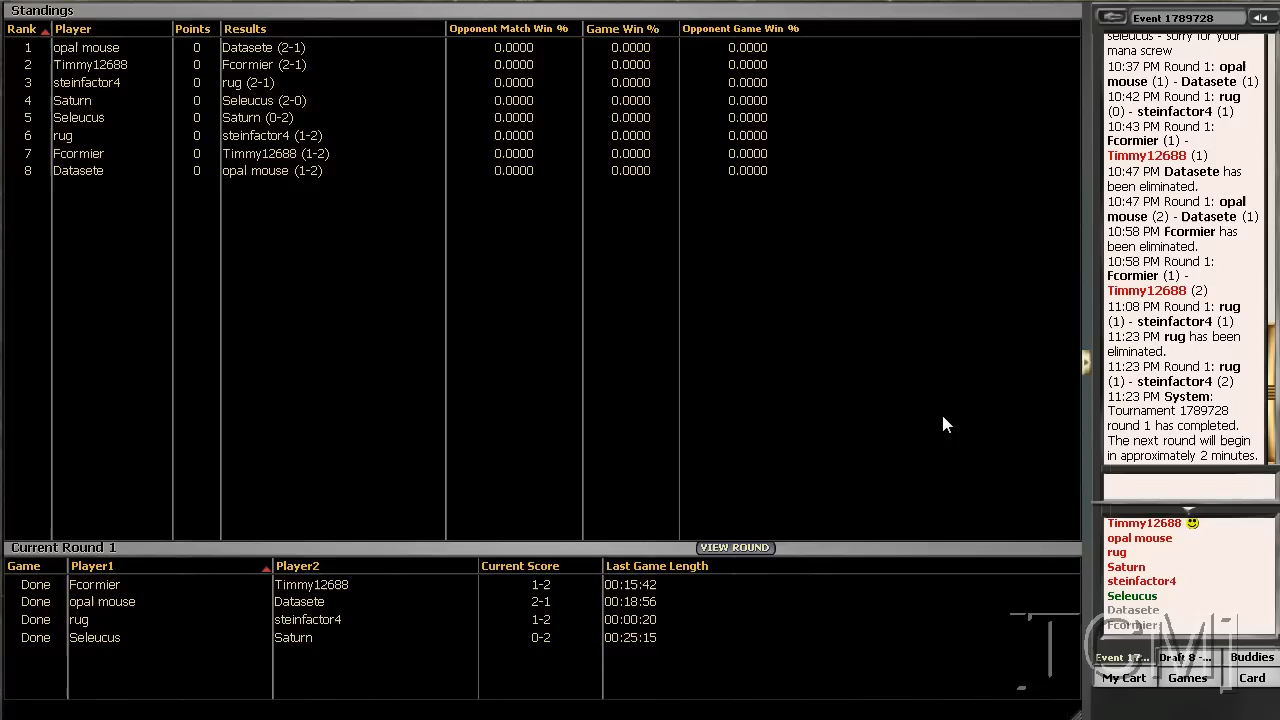 Standings
Rank Player Points Results Opponent Match Win % Game Win % Opponent Game Win %
1 opal mouse 0 Datasete (2-1) 0.0000 0.0000 0.0000
2 Timmy12688 0 Fcormier (2-1) 0.0000 0.0000 0.0000
3 steinfactor4 0 rug (2-1) 0.0000 0.0000 0.0000
4 Saturn 0 Seleucus (2-0) 0.0000 0.0000 0.0000
5 Seleucus 0 Saturn (0-2) 0.0000 0.0000 0.0000
6 rug 0 steinfactor4 (1-2) 0.0000 0.0000 0.0000
7 Fcormier 0 Timmy12688 (1-2) 0.0000 0.0000 0.0000
8 Datasete 0 opal mouse (1-2) 0.0000 0.0000 0.0000
Current Round 1 VIEW ROUND
Game Player1 Player2 Current Score Last Game Length
Done Fcormier Timmy12688 1-2 00:15:42
Done opal mouse Datasete 2-1 00:18:56
Done rug steinfactor4 1-2 00:00:20
Done Seleucus Saturn 0-2 00:25:15
Event 1789728
seleucus - sorry for your
mana screw
10:37 PM Round 1: opal
mouse (1) - Datasete (1)
10:42 PM Round 1: rug
(0) - steinfactor4 (1)
10:43 PM Round 1:
Fcormier (1) -
Timmy12688 (1)
10:47 PM Datasete has
been eliminated.
10:47 PM Round 1: opal
mouse (2) - Datasete (1)
10:58 PM Fcormier has
been eliminated.
10:58 PM Round 1:
Fcormier (1) -
Timmy12688 (2)
11:08 PM Round 1: rug
(1) - steinfactor4 (1)
11:23 PM rug has been
eliminated.
11:23 PM Round 1: rug
(1) - steinfactor4 (2)
11:23 PM System:
Tournament 1789728
round 1 has completed.
The next round will begin
in approximately 2 minutes.
Timmy12688
opal mouse
rug
Saturn
steinfactor4
Seleucus
Datasete
Fcormier
Event 17... Draft 8 -... Buddies
My Cart Games Card